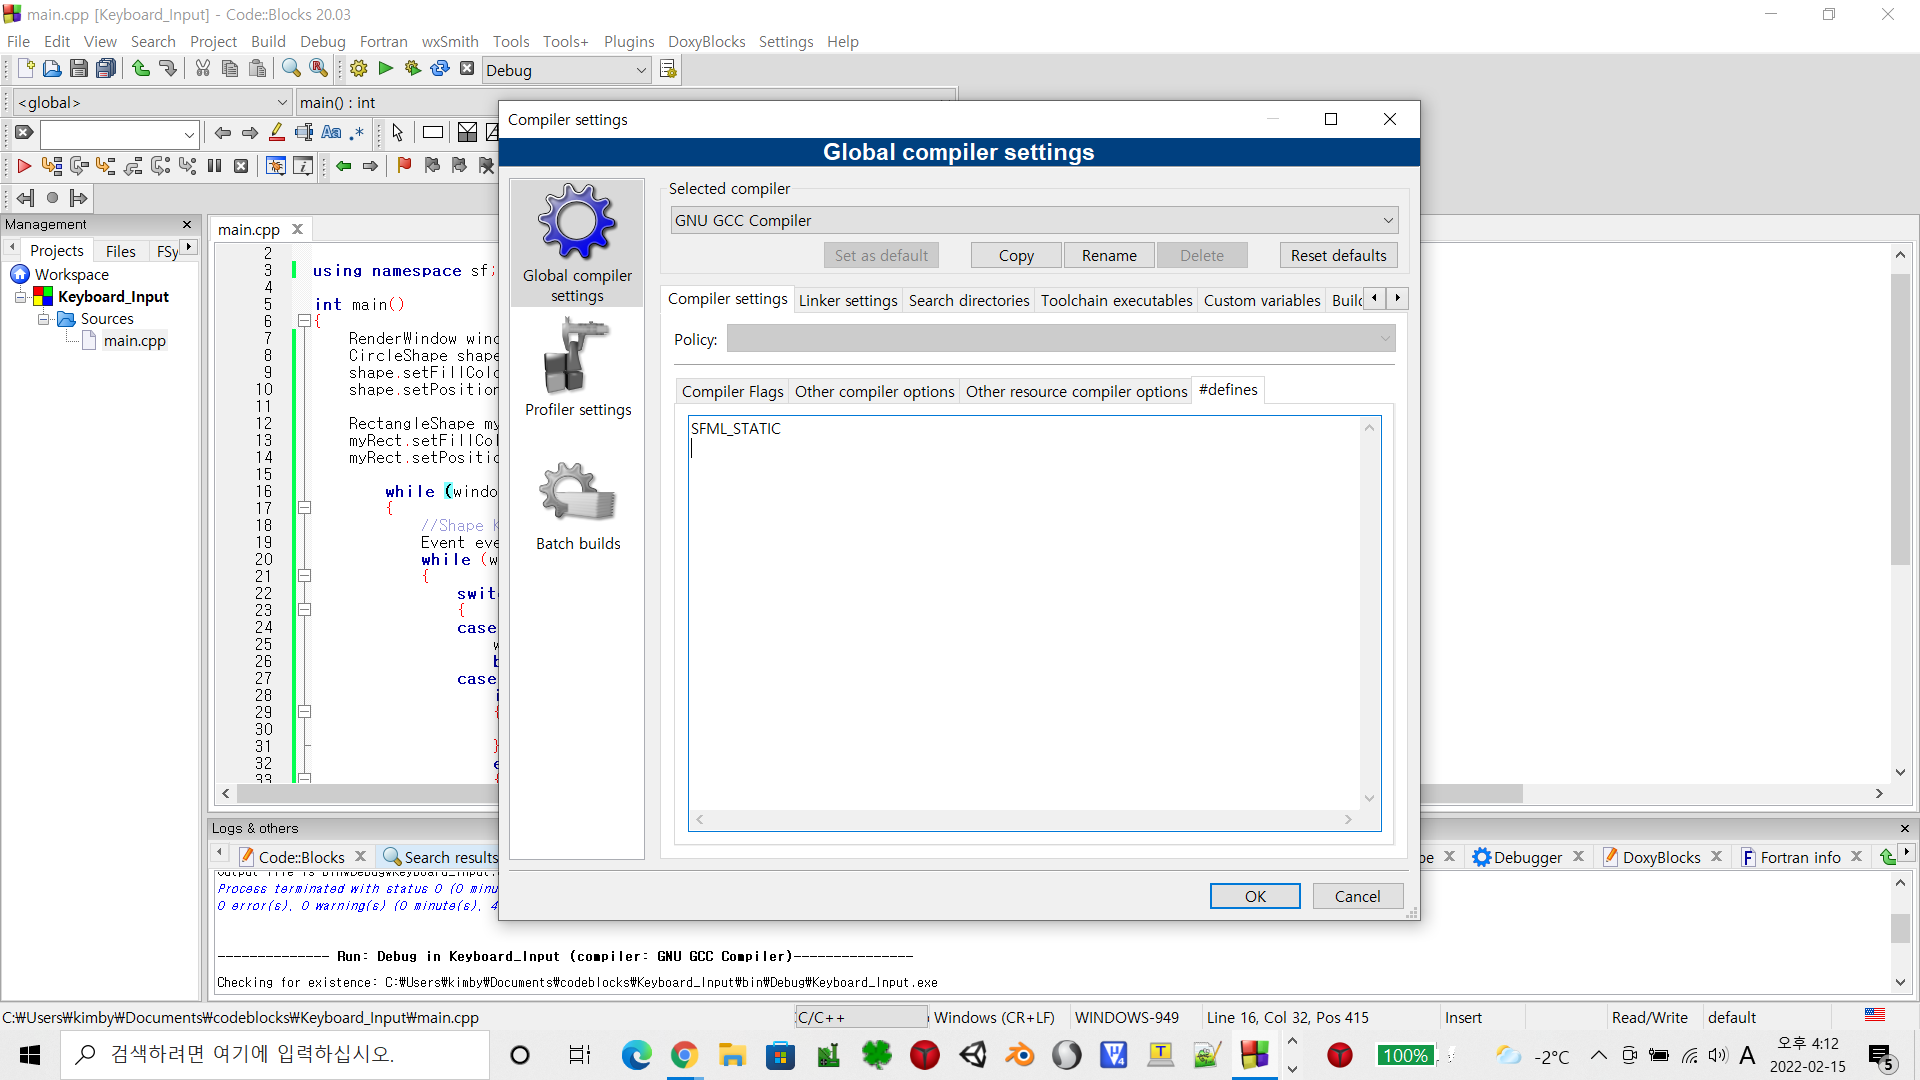 main.cpp [Keyboard_Input] - Code::Blocks 20.03
File Edit View Search Project Build Debug Fortran wxSmith Tools Tools+ Plugins DoxyBlocks Settings Help
Debug
<global>
main() : int
Compiler settings
Global compiler settings
Management
Projects Files FSy
Workspace
Keyboard_Input
Sources
main.cpp
main.cpp
2
3 using namespace sf;
4
5 int main()
6 {
7 Render₩indow wind
8 CircleShape shape
9 shape.setFillColo
10 shape.setPosition
11
12 RectangleShape my
13 myRect.setFillCol
14 myRect.setPositio
15
16 while (windo
17 {
18 //Shape K
19 Event eve
20 while (w
21 {
22 swit
23 {
24 case
25 w
26 b
27 case
28 i
29 {
30
31 }
32 e
33 {
Global compiler settings
Profiler settings
Batch builds
Selected compiler
GNU GCC Compiler
Set as default Copy Rename Delete Reset defaults
Compiler settings Linker settings Search directories Toolchain executables Custom variables Build
Policy:
Compiler Flags Other compiler options Other resource compiler options #defines
SFML_STATIC
OK Cancel
Logs & others
Code::Blocks Search results
Debugger DoxyBlocks Fortran info
Process terminated with status 0 (0 minu
0 error(s), 0 warning(s) (0 minute(s), 4
-------------- Run: Debug in Keyboard_Input (compiler: GNU GCC Compiler)---------------
Checking for existence: C:₩Users₩kimby₩Documents₩codeblocks₩Keyboard_Input₩bin₩Debug₩Keyboard_Input.exe
C:₩Users₩kimby₩Documents₩codeblocks₩Keyboard_Input₩main.cpp C/C++ Windows (CR+LF) WINDOWS-949 Line 16, Col 32, Pos 415 Insert Read/Write default
검색하려면 여기에 입력하십시오.
100%
-2°C
A
오후 4:12
2022-02-15
5